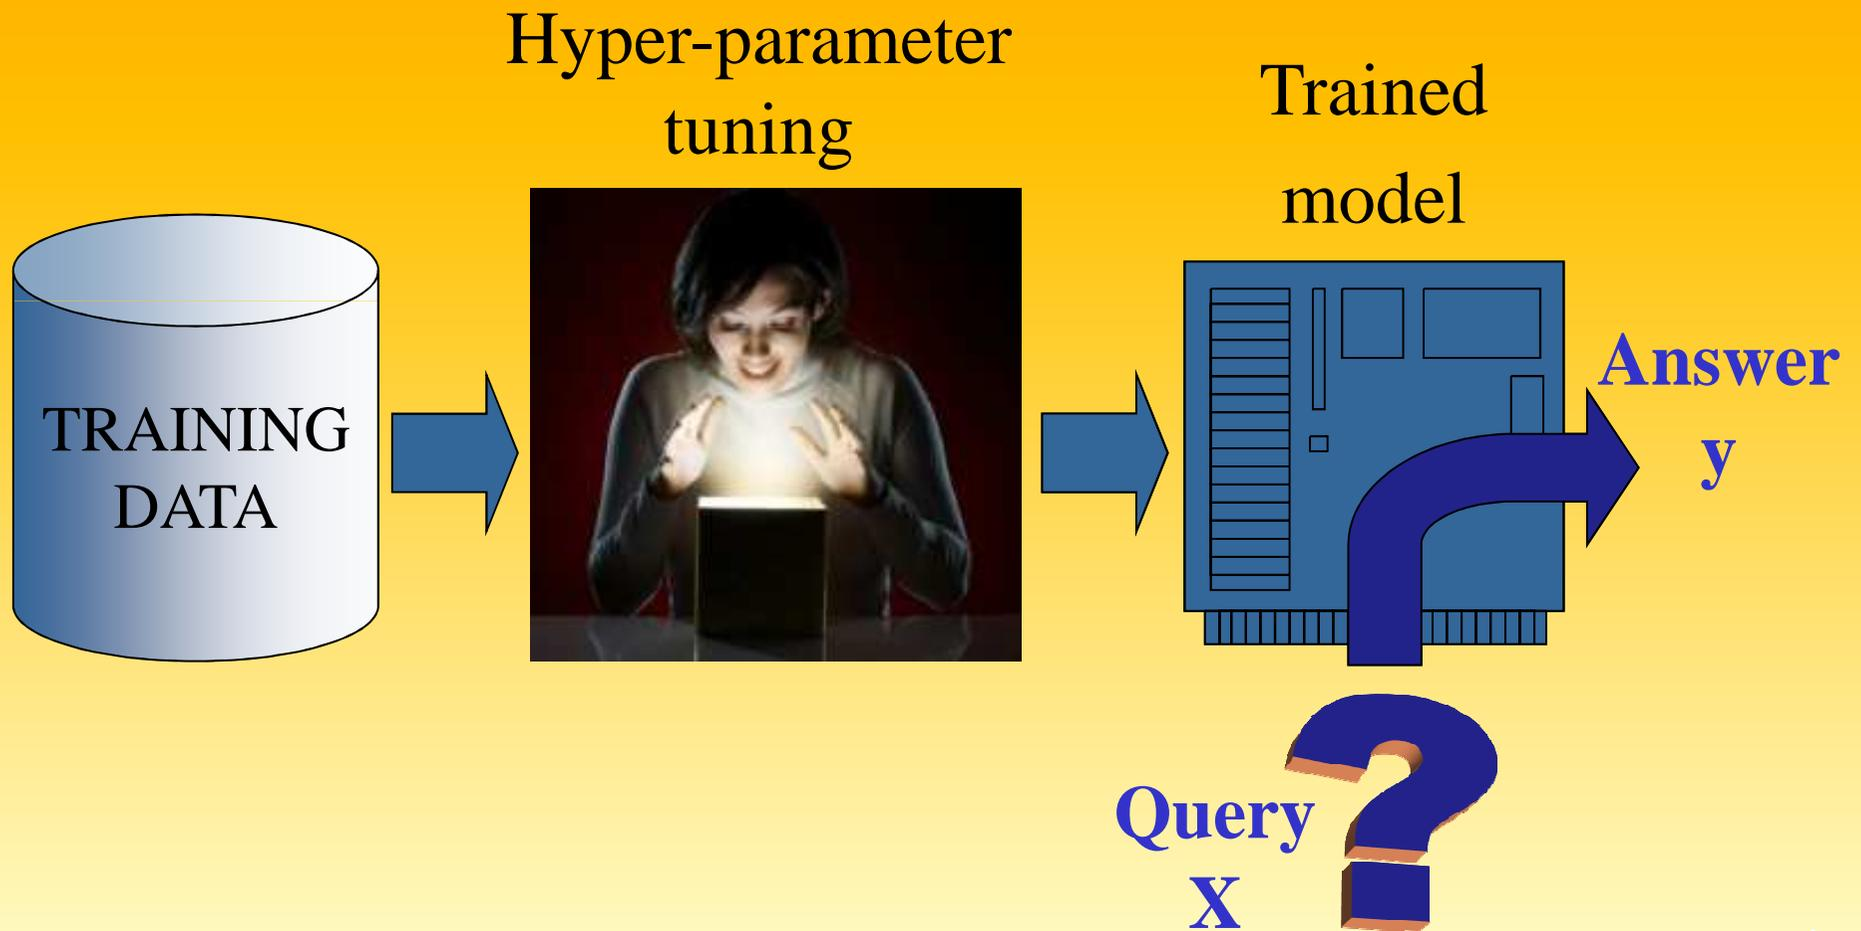 Hyper-parameter
tuning
Trained
model
TRAINING
DATA
Answer
y
Query
X